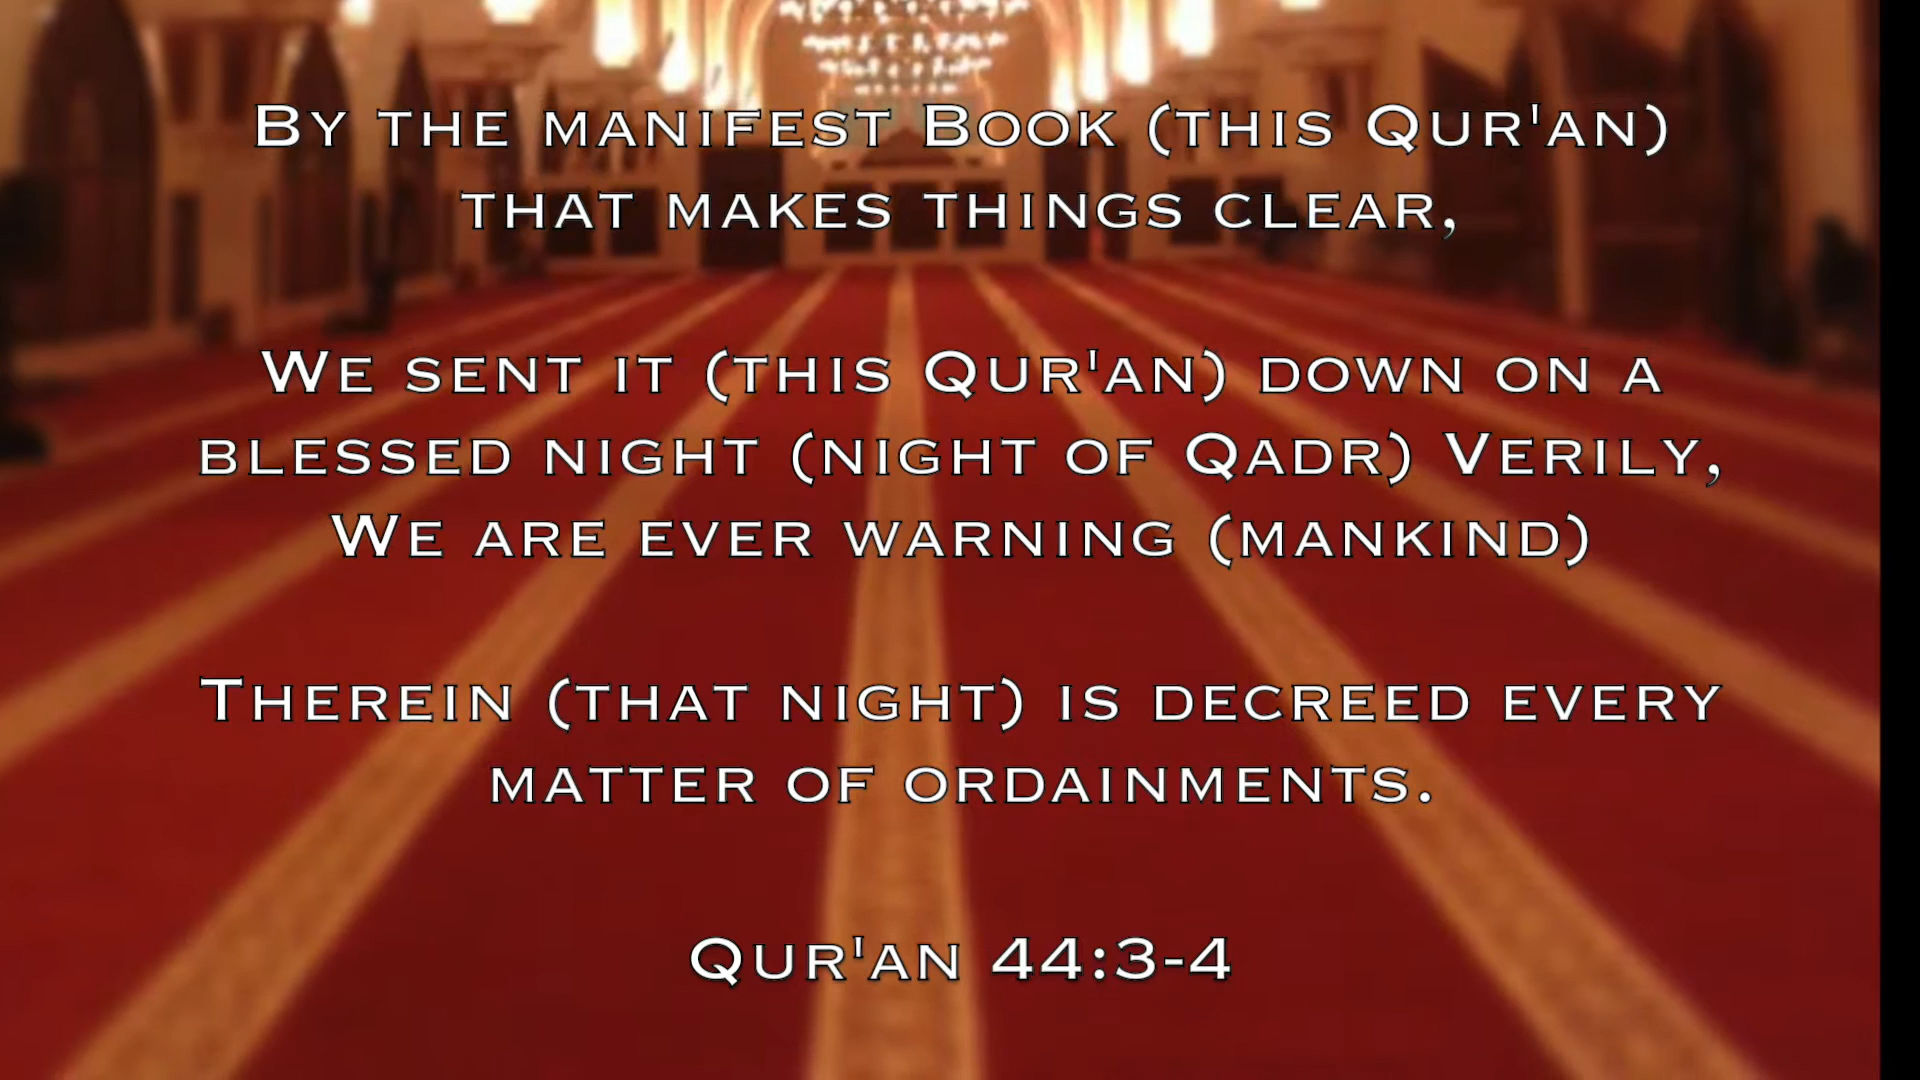 By the manifest Book (this Qur'an)
that makes things clear,
We sent it (this Qur'an) down on a
blessed night (night of Qadr) Verily,
We are ever warning (mankind)
Therein (that night) is decreed every
matter of ordainments.
Qur'an 44:3-4